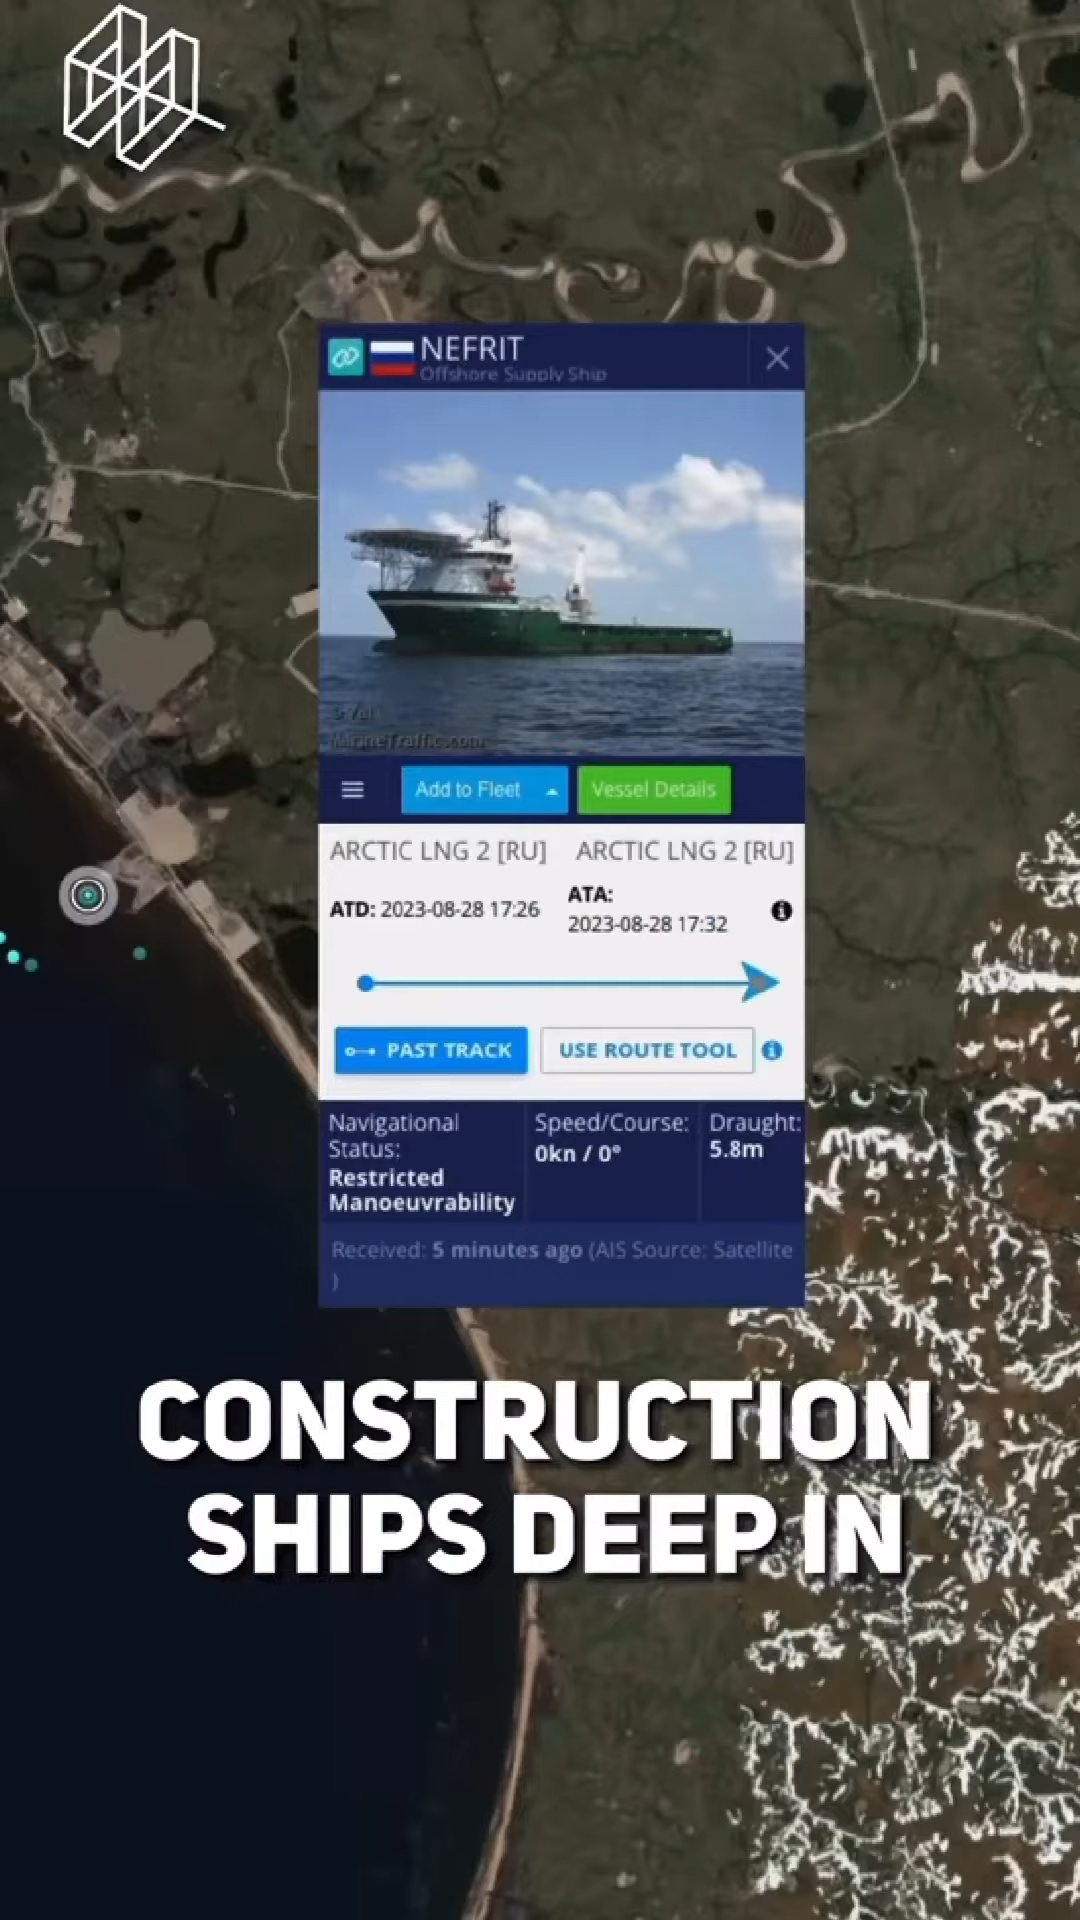 NEFRIT
Offshore Supply Ship
MarineTraffic.com
Add to Fleet
Vessel Details
ARCTIC LNG 2 [RU]
ARCTIC LNG 2 [RU]
ATD: 2023-08-28 17:26
ATA:
2023-08-28 17:32
PAST TRACK
USE ROUTE TOOL
Navigational
Status:
Restricted
Manoeuvrability
Speed/Course:
0kn / 0°
Draught:
5.8m
Received: 5 minutes ago (AIS Source: Satellite
)
CONSTRUCTION
SHIPS DEEP IN